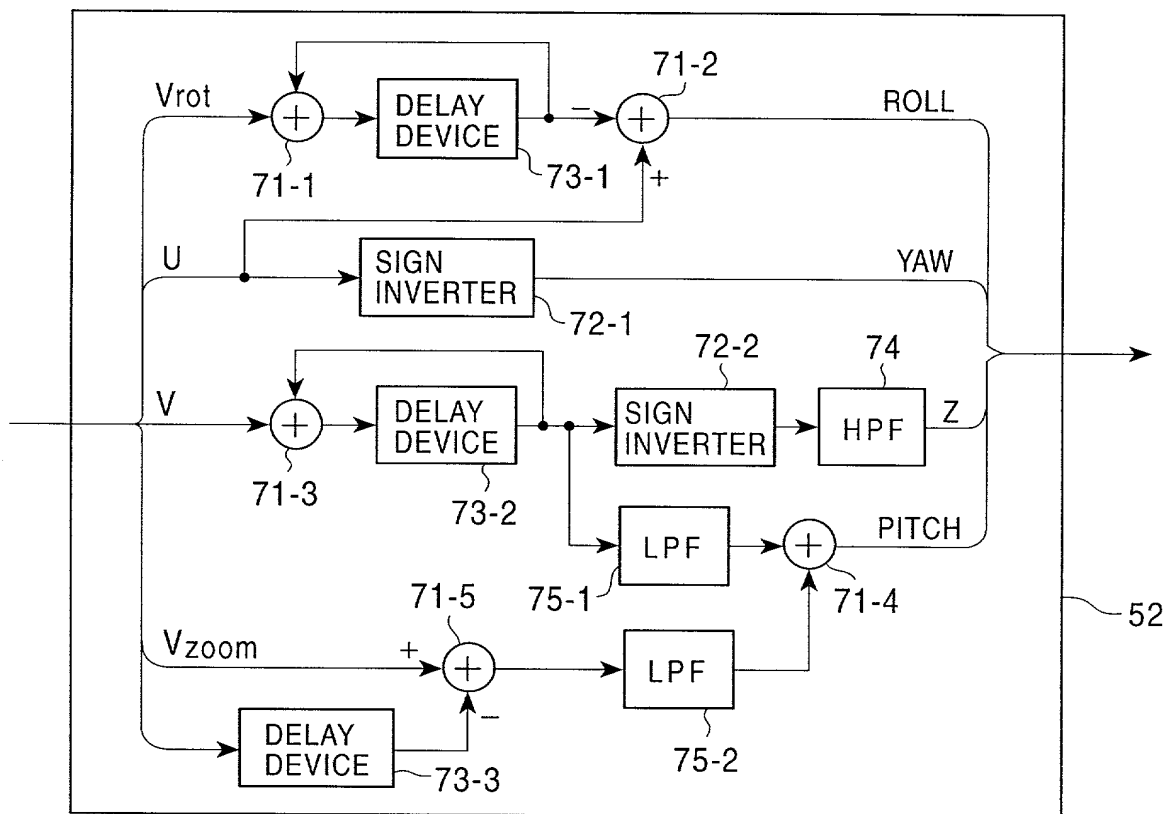 71-2
Vrot
+
DELAY
DEVICE
−
+
ROLL
71-1
73-1
+
U
SIGN
INVERTER
YAW
72-1
72-2
74
V
+
DELAY
DEVICE
SIGN
INVERTER
HPF
Z
71-3
73-2
LPF
+
PITCH
75-1
71-4
71-5
52
Vzoom
+
+
LPF
−
DELAY
DEVICE
73-3
75-2